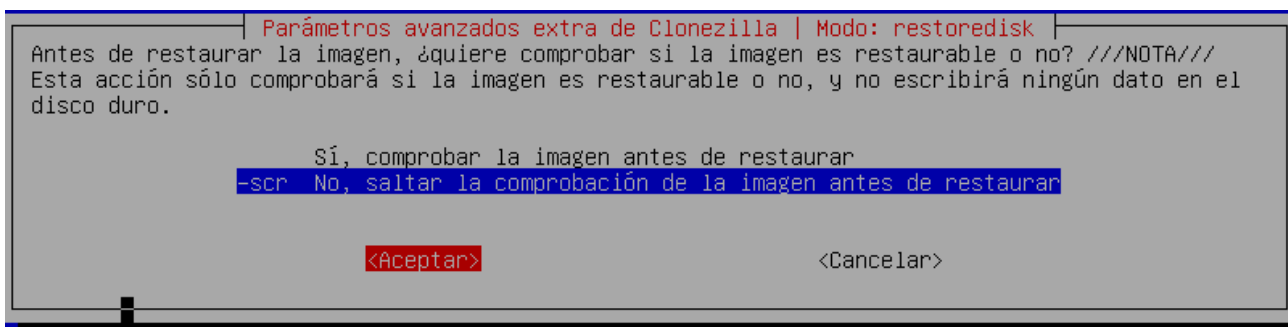 Parámetros avanzados extra de Clonezilla | Modo: restoredisk
Antes de restaurar la imagen, ¿quiere comprobar si la imagen es restaurable o no? ///NOTA///
Esta acción sólo comprobará si la imagen es restaurable o no, y no escribirá ningún dato en el
disco duro.
Sí, comprobar la imagen antes de restaurar
-scr No, saltar la comprobación de la imagen antes de restaurar
<Aceptar> <Cancelar>